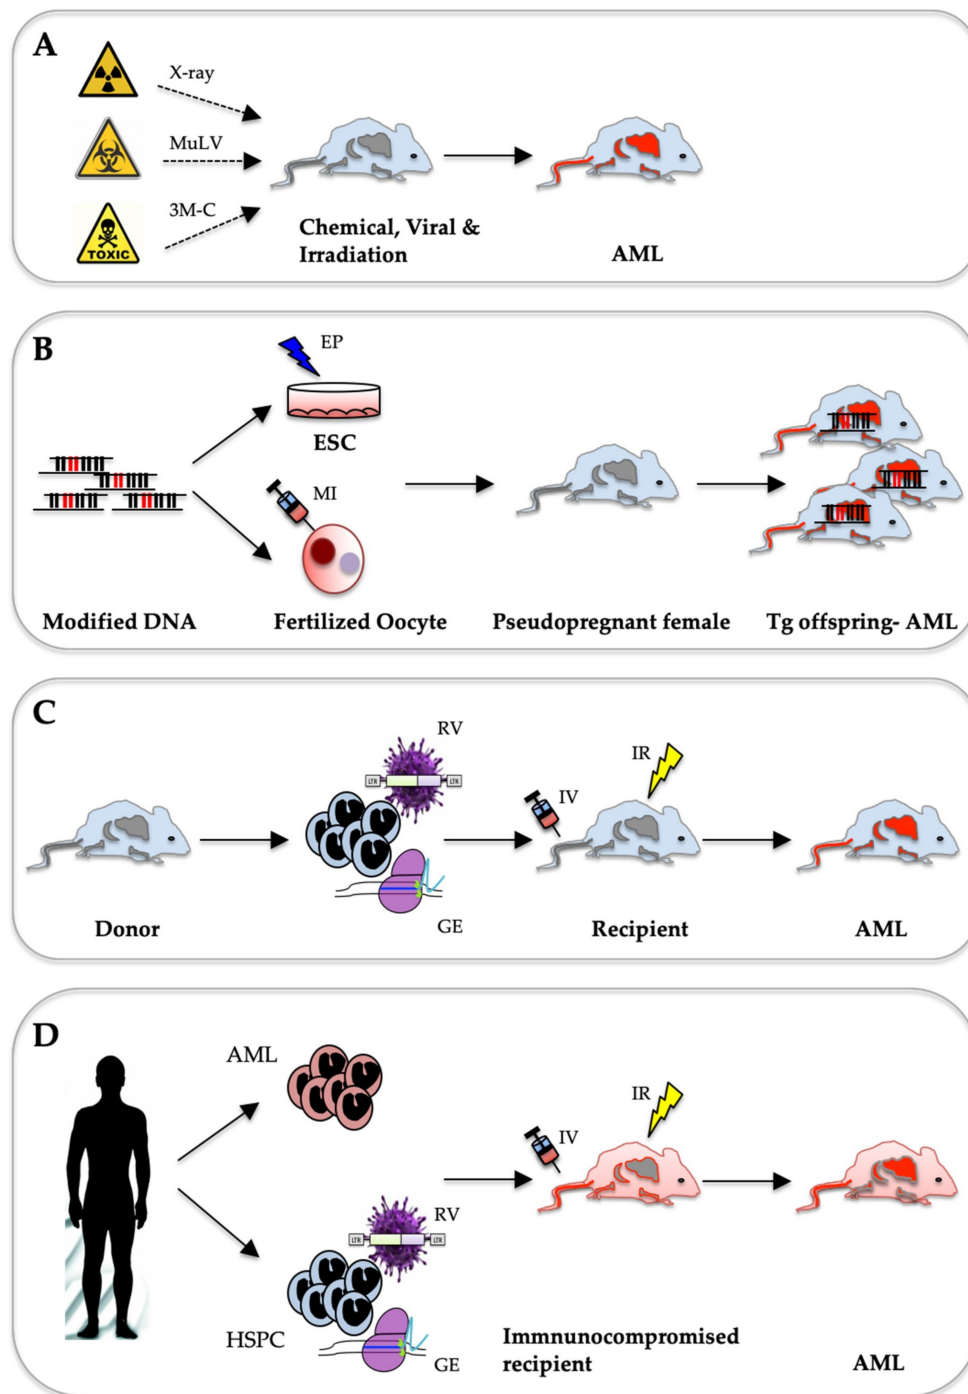 A
X-ray
MuLV
3M-C
TOXIC
Chemical, Viral &
Irradiation
AML
B
EP
ESC
MI
Modified DNA
Fertilized Oocyte
Pseudopregnant female
Tg offspring- AML
C
RV
LTR
LTR
IR
IV
GE
Donor
Recipient
AML
D
AML
IR
IV
RV
LTR
LTR
HSPC
GE
Immnunocompromised
recipient
AML